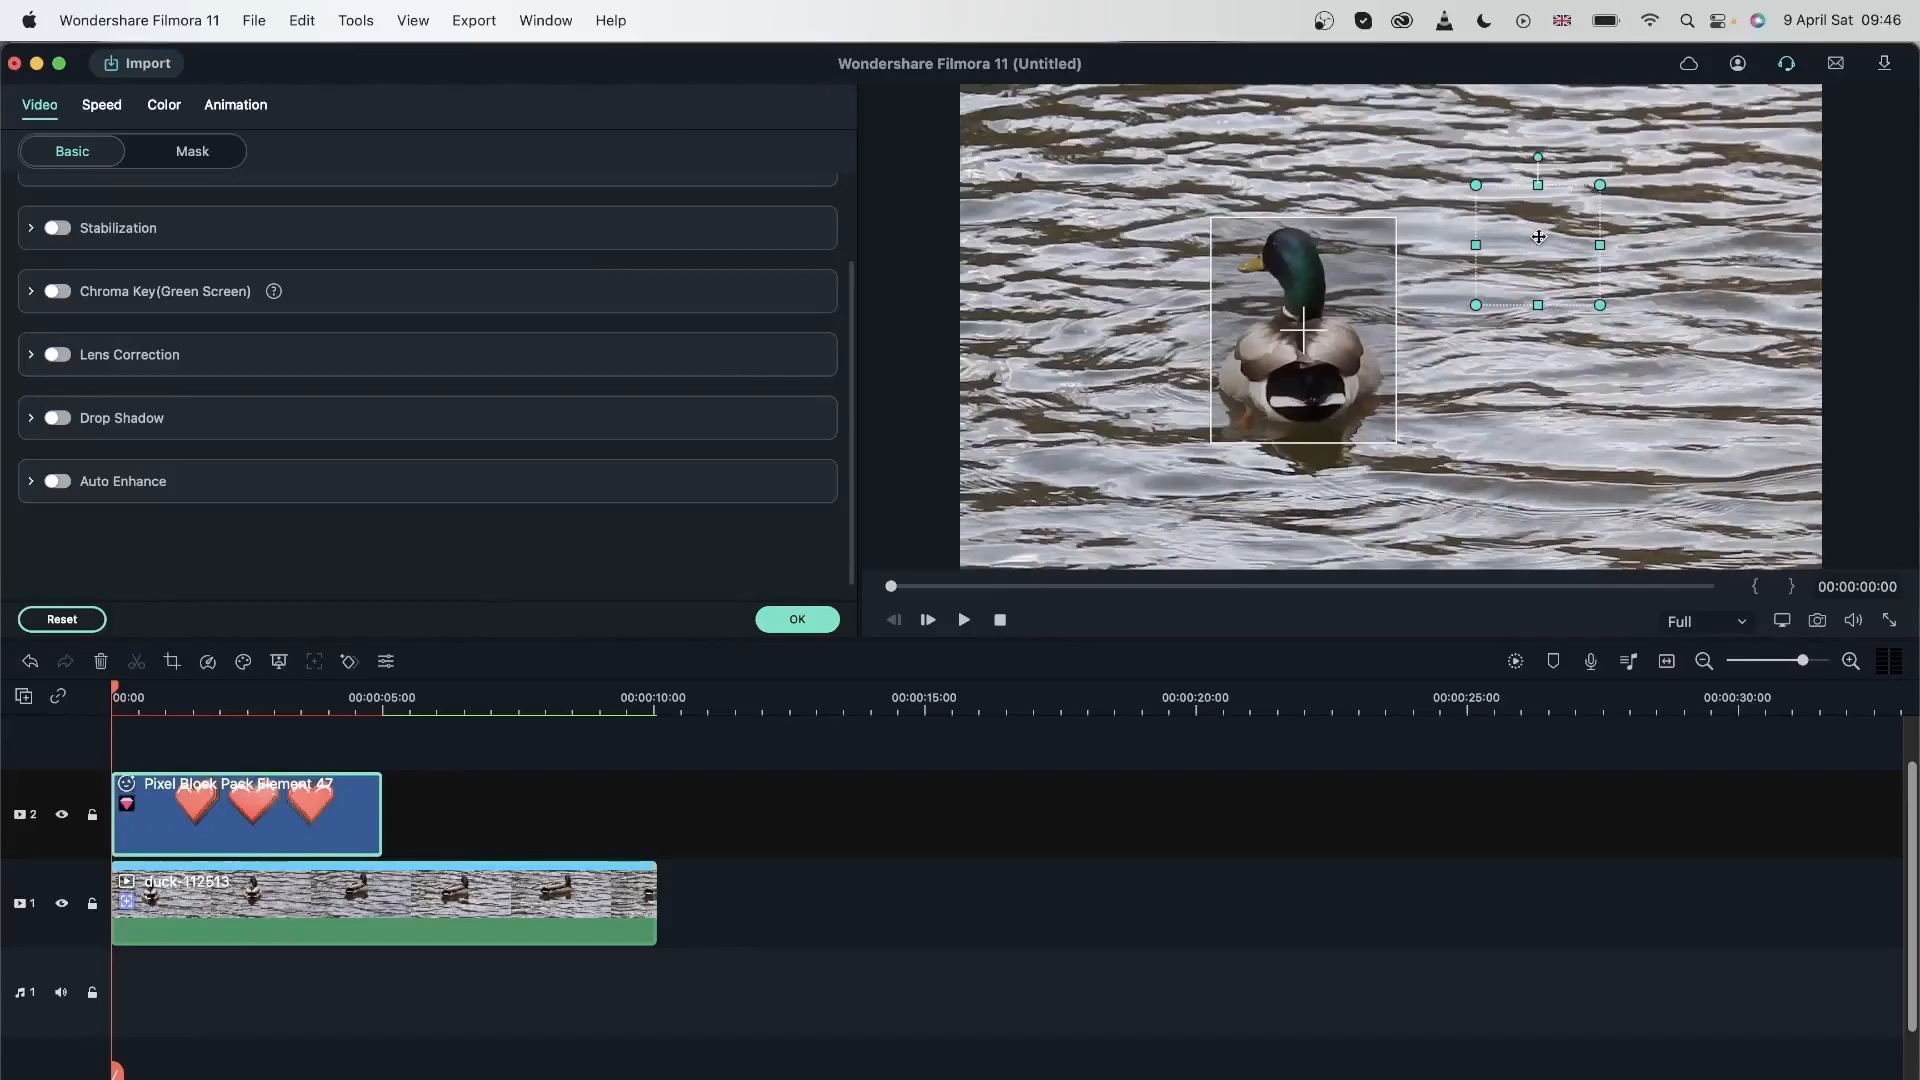 Wondershare Filmora 11 File Edit Tools View Export Window Help 9 April Sat 09:46
Import Wondershare Filmora 11 (Untitled)
Video Speed Color Animation
Basic Mask
Stabilization
Chroma Key(Green Screen) ?
Lens Correction
Drop Shadow
Auto Enhance
Reset OK
{ } 00:00:00:00
Full
00:00 00:00:05:00 00:00:10:00 00:00:15:00 00:00:20:00 00:00:25:00 00:00:30:00
Pixel Block Pack Element 47
2
duck-112513
1
1